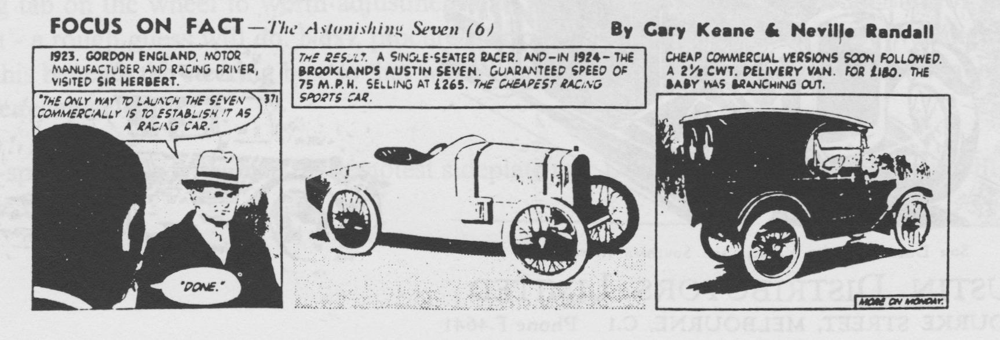 FOCUS ON FACT—The Astonishing Seven (6)
By Gary Keane & Neville Randall
1923. GORDON ENGLAND, MOTOR
MANUFACTURER AND RACING DRIVER,
VISITED SIR HERBERT.
"THE ONLY WAY TO LAUNCH THE SEVEN
COMMERCIALLY IS TO ESTABLISH IT AS
A RACING CAR."
371
"DONE."
THE RESULT. A SINGLE-SEATER RACER. AND—IN 1924—THE
BROOKLANDS AUSTIN SEVEN. GUARANTEED SPEED OF
75 M.P.H. SELLING AT £265. THE CHEAPEST RACING
SPORTS CAR.
CHEAP COMMERCIAL VERSIONS SOON FOLLOWED.
A 2½ CWT. DELIVERY VAN. FOR £180. THE
BABY WAS BRANCHING OUT.
MORE ON MONDAY.